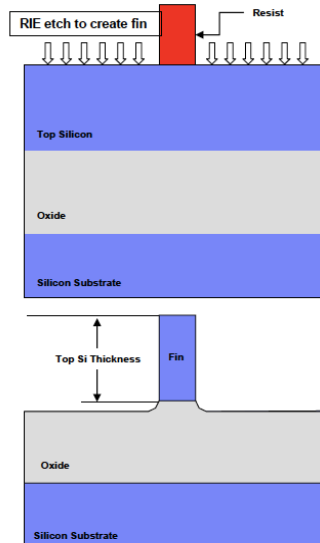 RIE etch to create fin
Resist
Top Silicon
Oxide
Silicon Substrate
Top Si Thickness
Fin
Oxide
Silicon Substrate